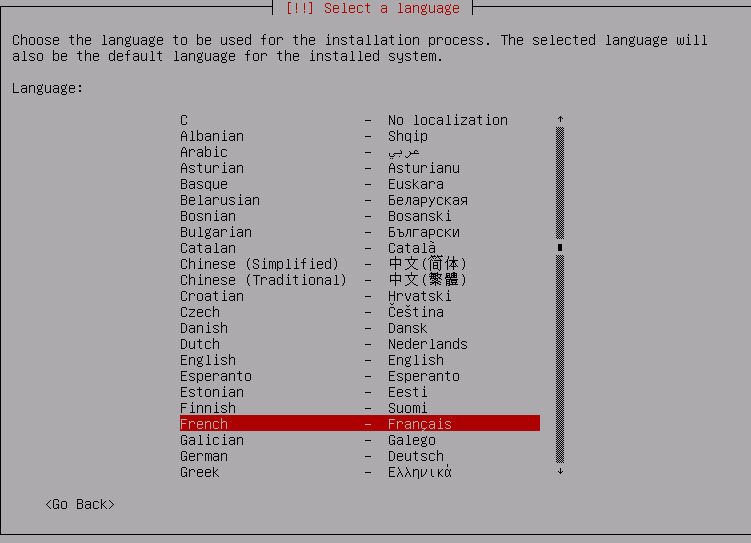 [!!] Select a language
Choose the language to be used for the installation process. The selected language will
also be the default language for the installed system.
Language:
C - No localization
Albanian - Shqip
Arabic - عربي
Asturian - Asturianu
Basque - Euskara
Belarusian - Беларуская
Bosnian - Bosanski
Bulgarian - Български
Catalan - Català
Chinese (Simplified) - 中文(简体)
Chinese (Traditional) - 中文(繁體)
Croatian - Hrvatski
Czech - Čeština
Danish - Dansk
Dutch - Nederlands
English - English
Esperanto - Esperanto
Estonian - Eesti
Finnish - Suomi
French - Français
Galician - Galego
German - Deutsch
Greek - Ελληνικά
<Go Back>